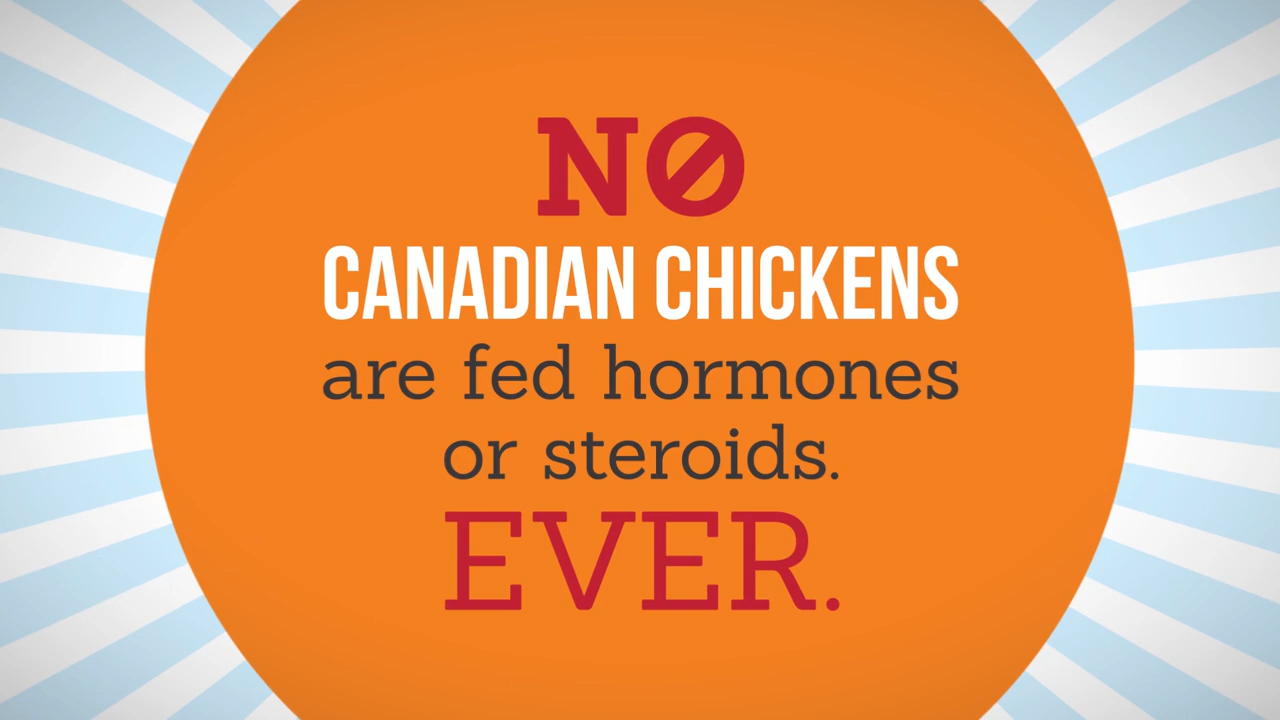 NO
CANADIAN CHICKENS
are fed hormones
or steroids.
EVER.